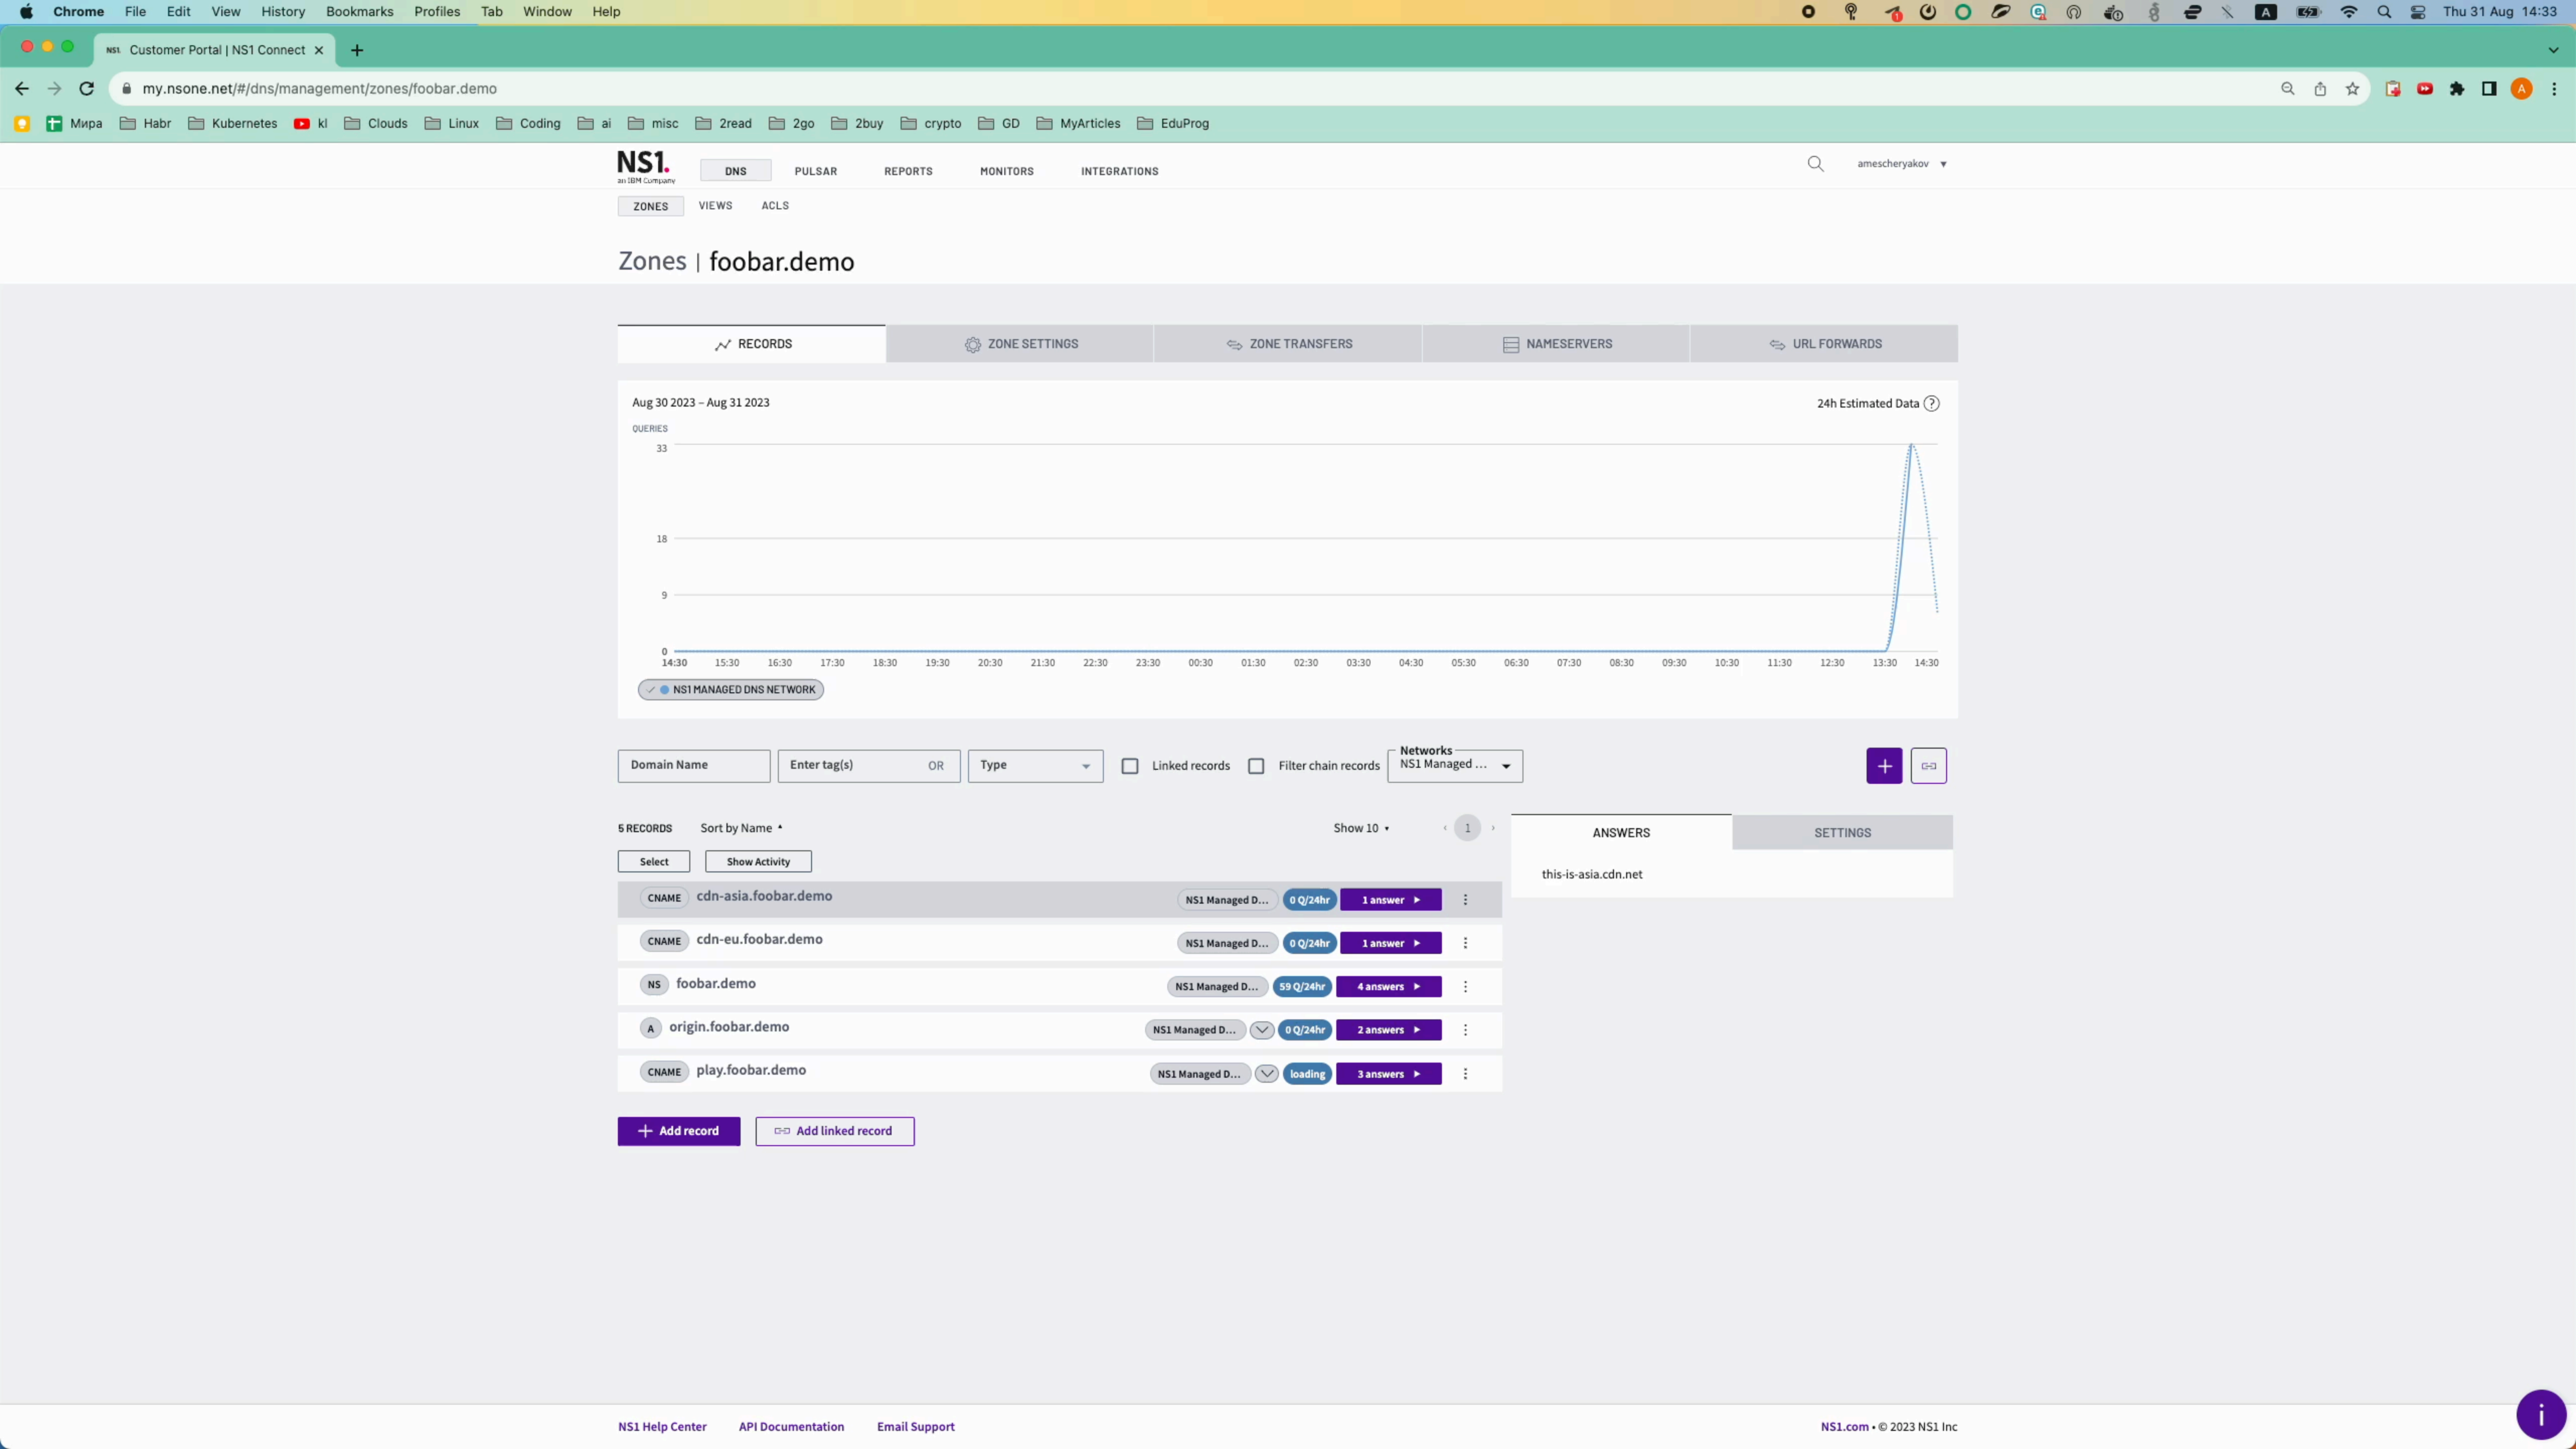 Chrome File Edit View History Bookmarks Profiles Tab Window Help A Thu 31 Aug 14:33
NS1. Customer Portal | NS1 Connect
my.nsone.net/#/dns/management/zones/foobar.demo A
Мира Habr Kubernetes kl Clouds Linux Coding ai misc 2read 2go 2buy crypto GD MyArticles EduProg
NS1. DNS PULSAR REPORTS MONITORS INTEGRATIONS amescheryakov
an IBM Company
ZONES VIEWS ACLS
Zones | foobar.demo
RECORDS ZONE SETTINGS ZONE TRANSFERS NAMESERVERS URL FORWARDS
Aug 30 2023 – Aug 31 2023 24h Estimated Data ?
QUERIES
33
18
9
0
14:30 15:30 16:30 17:30 18:30 19:30 20:30 21:30 22:30 23:30 00:30 01:30 02:30 03:30 04:30 05:30 06:30 07:30 08:30 09:30 10:30 11:30 12:30 13:30 14:30
NS1 MANAGED DNS NETWORK
Networks
Domain Name Enter tag(s) OR Type Linked records Filter chain records NS1 Managed ...
5 RECORDS Sort by Name Show 10 1 ANSWERS SETTINGS
Select Show Activity
this-is-asia.cdn.net
CNAME cdn-asia.foobar.demo NS1 Managed D... 0 Q/24hr 1 answer
CNAME cdn-eu.foobar.demo NS1 Managed D... 0 Q/24hr 1 answer
NS foobar.demo NS1 Managed D... 59 Q/24hr 4 answers
A origin.foobar.demo NS1 Managed D... 0 Q/24hr 2 answers
CNAME play.foobar.demo NS1 Managed D... loading 3 answers
Add record Add linked record
NS1 Help Center API Documentation Email Support NS1.com • © 2023 NS1 Inc
i